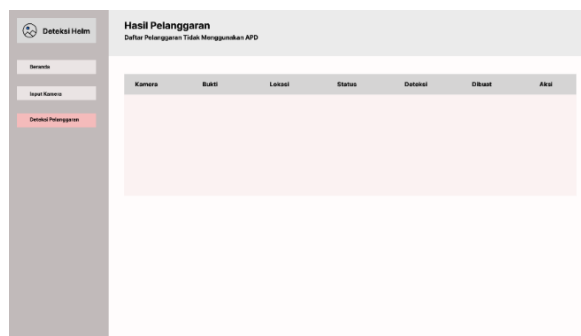 Deteksi Helm
Beranda
Input Kamera
Deteksi Pelanggaran
Hasil Pelanggaran
Daftar Pelanggaran Tidak Menggunakan APD
Kamera Bukti Lokasi Status Deteksi Dibuat Aksi